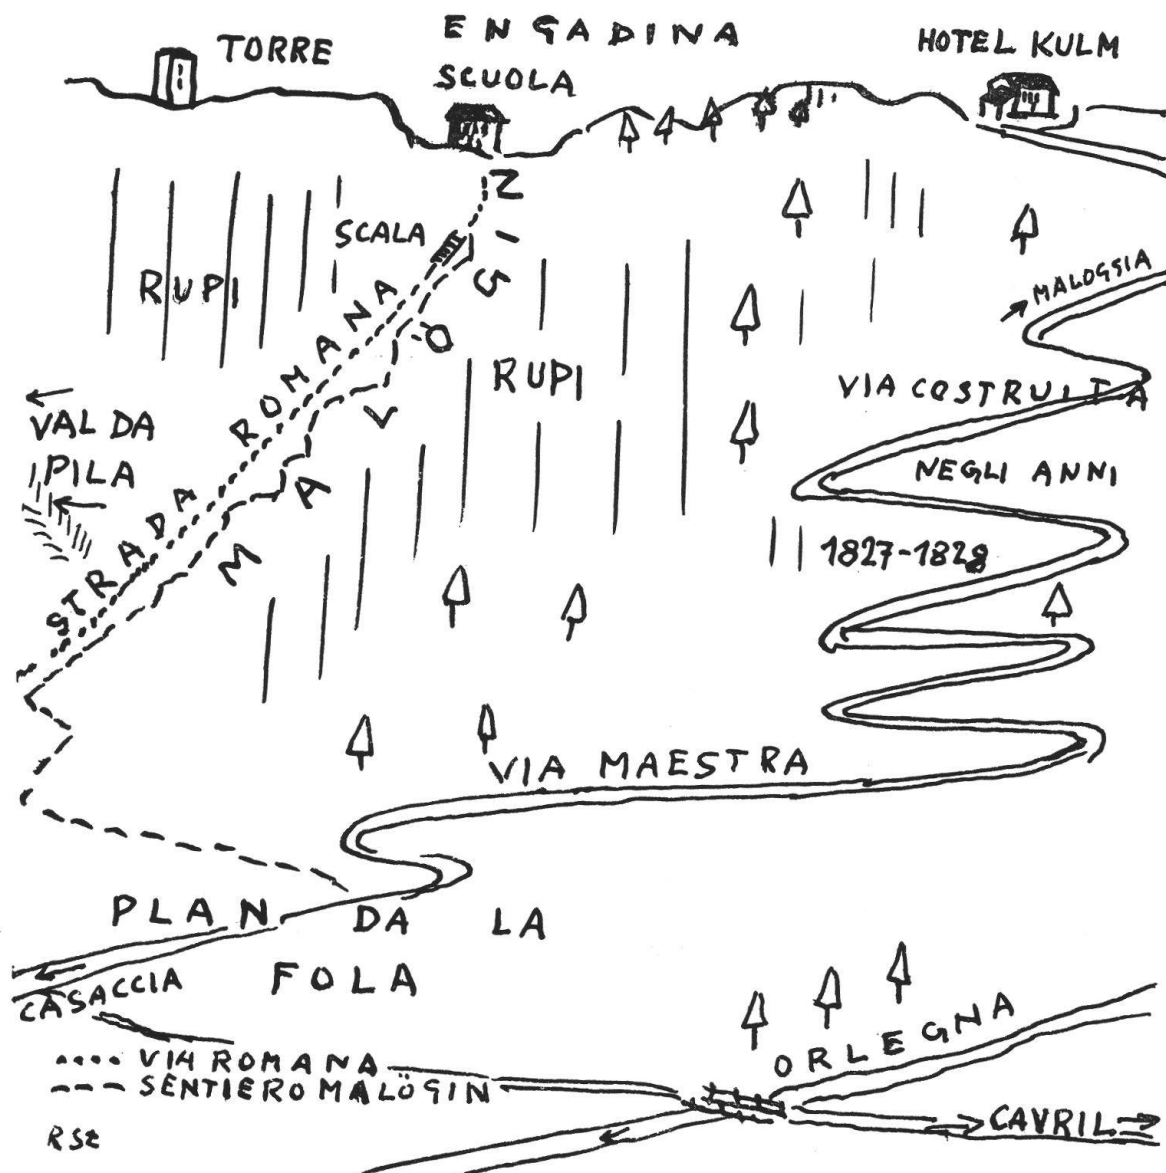 ENGADINA
TORRE
HOTEL KULM
SCUOLA
SCALA
RUPI
MALOGGIA
STRADA ROMANA
MALÖGIN
RUPI
VIA COSTRUITA
VAL DA
PILA
NEGLI ANNI
1827-1828
VIA MAESTRA
PLAN DA LA
FOLA
CASACCIA
ORLEGNA
VIA ROMANA
SENTIERO MALÖGIN
CAVRIL
RSt